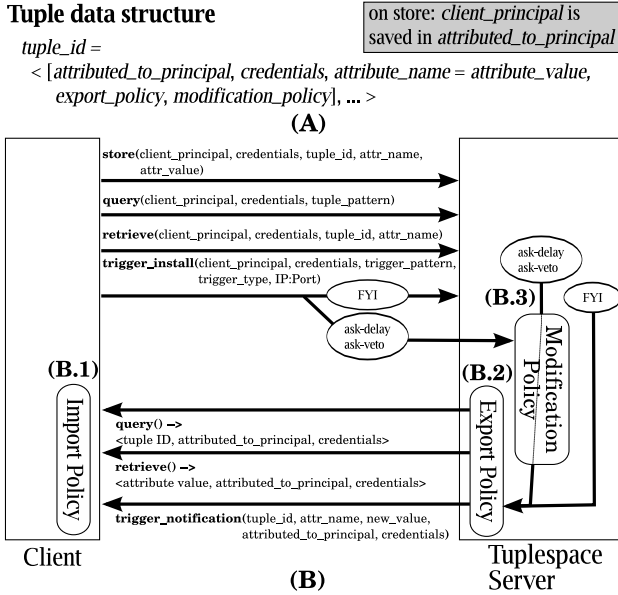 Tuple data structure
on store: client_principal is
saved in attributed_to_principal
tuple_id =
< [attributed_to_principal, credentials, attribute_name = attribute_value,
export_policy, modification_policy], ... >
(A)
store(client_principal, credentials, tuple_id, attr_name,
attr_value)
query(client_principal, credentials, tuple_pattern)
retrieve(client_principal, credentials, tuple_id, attr_name)
trigger_install(client_principal, credentials, trigger_pattern,
trigger_type, IP:Port)
FYI
ask-delay
ask-veto
ask-delay
ask-veto
FYI
(B.3)
Modification
Policy
(B.1)
Import Policy
(B.2)
Export Policy
query() ->
<tuple ID, attributed_to_principal, credentials>
retrieve() ->
<attribute value, attributed_to_principal, credentials>
trigger_notification(tuple_id, attr_name, new_value,
attributed_to_principal, credentials)
Client
Tuplespace
Server
(B)